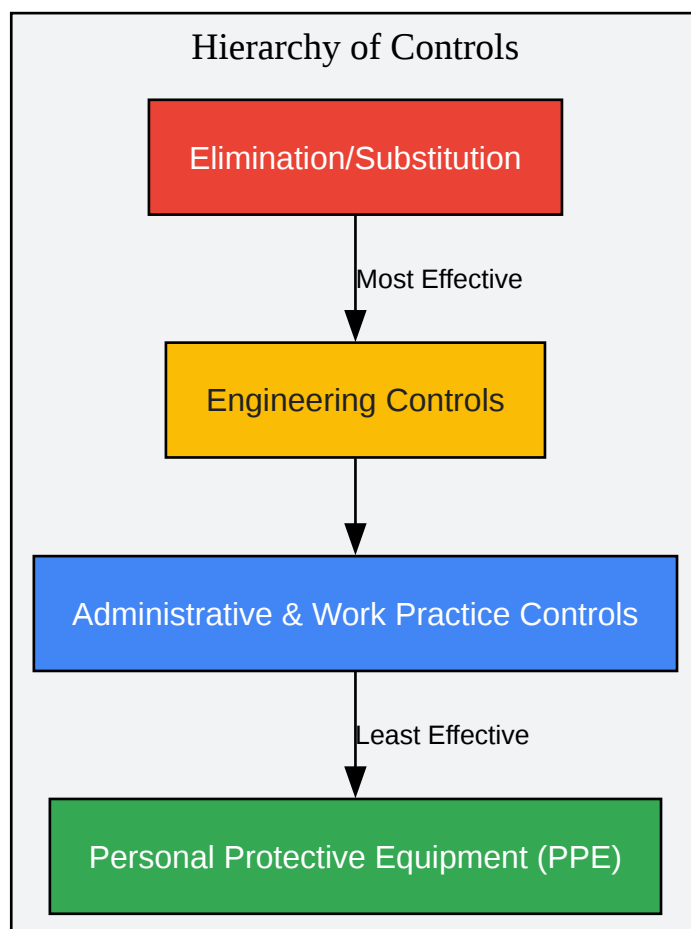 Hierarchy of Controls
Elimination/Substitution
Most Effective
Engineering Controls
Administrative & Work Practice Controls
Least Effective
Personal Protective Equipment (PPE)